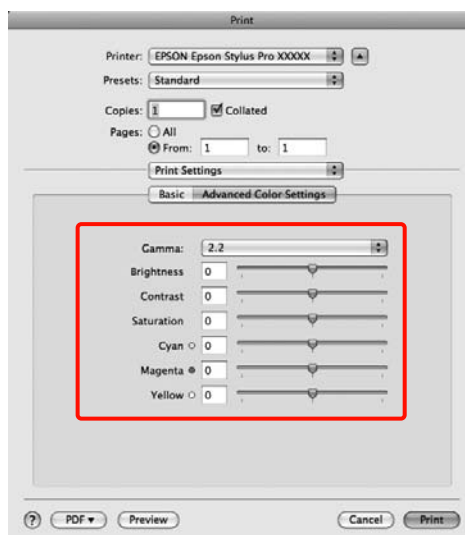 Print
Printer: EPSON Epson Stylus Pro XXXXX
Presets: Standard
Copies: 1 Collated
Pages: All
From: 1 to: 1
Print Settings
Basic Advanced Color Settings
Gamma: 2.2
Brightness 0
Contrast 0
Saturation 0
Cyan 0
Magenta 0
Yellow 0
? PDF Preview Cancel Print